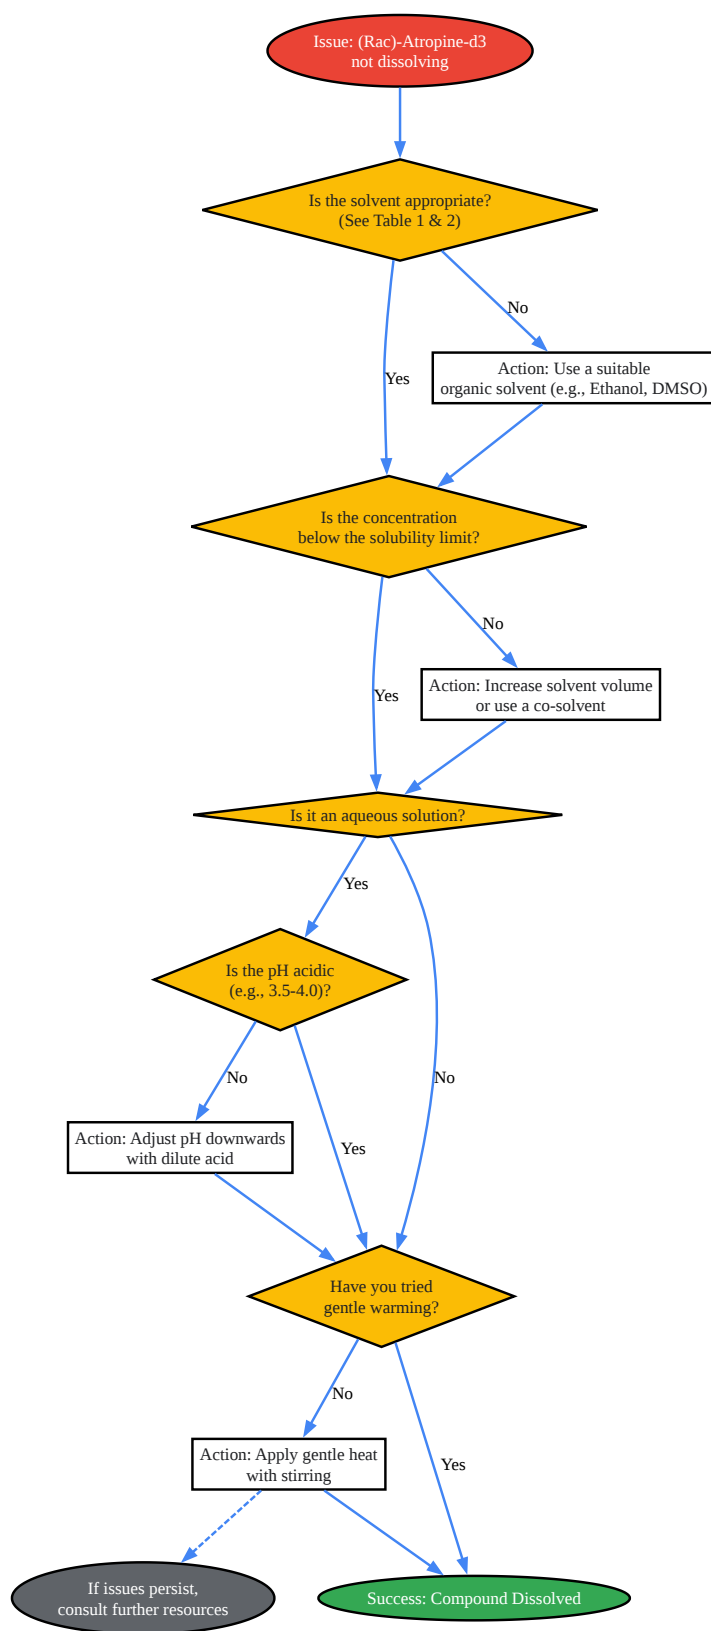 Issue: (Rac)-Atropine-d3
not dissolving
Is the solvent appropriate?
(See Table 1 & 2)
No
Action: Use a suitable
organic solvent (e.g., Ethanol, DMSO)
Yes
Is the concentration
below the solubility limit?
No
Action: Increase solvent volume
or use a co-solvent
Yes
Is it an aqueous solution?
Yes
Is the pH acidic
(e.g., 3.5-4.0)?
No
No
Action: Adjust pH downwards
with dilute acid
Yes
Have you tried
gentle warming?
No
Action: Apply gentle heat
with stirring
Yes
If issues persist,
consult further resources
Success: Compound Dissolved